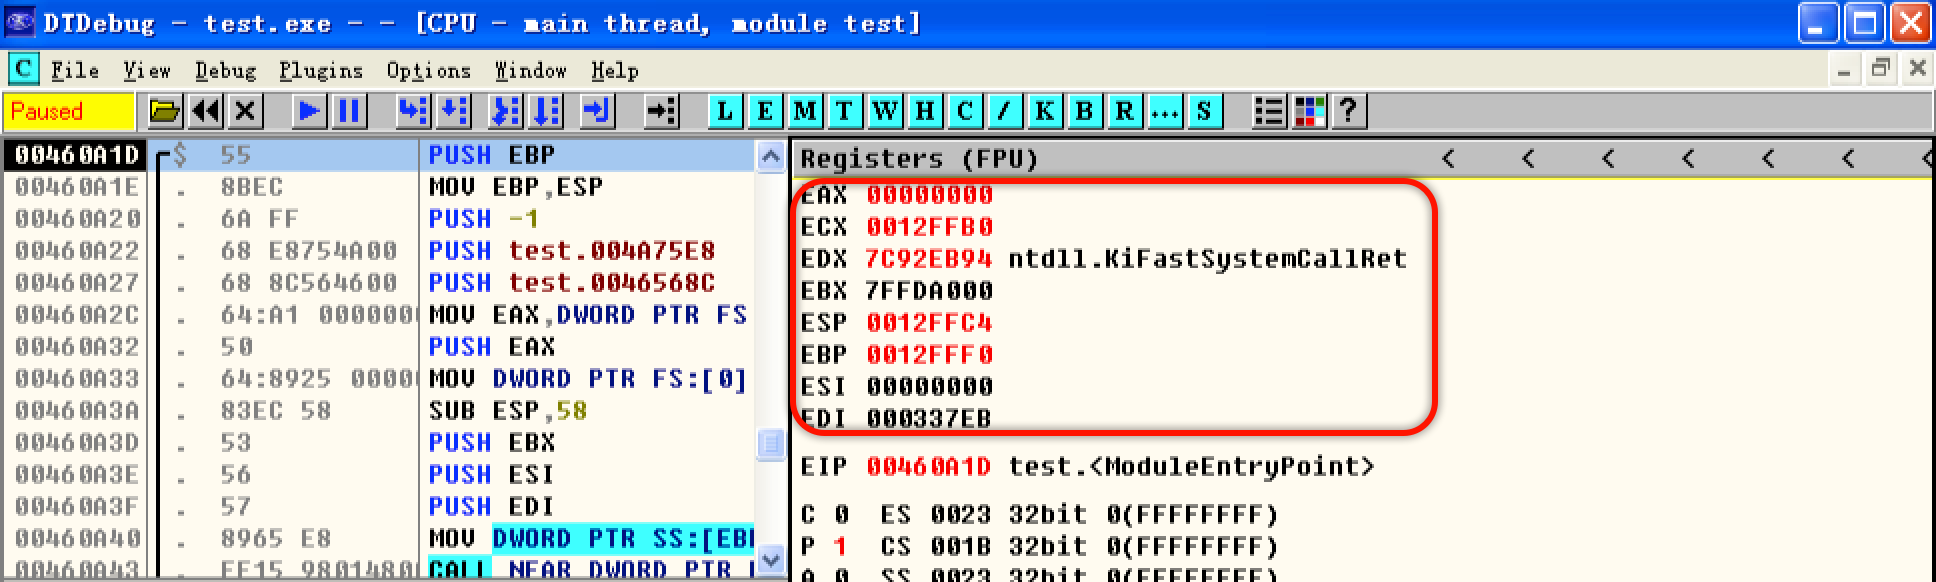 DTDebug - test.exe - - [CPU - main thread, module test]
C File View Debug Plugins Options Window Help
Paused L E M T W H C / K B R ... S ?
00460A1D $ 55 PUSH EBP
00460A1E . 8BEC MOV EBP,ESP
00460A20 . 6A FF PUSH -1
00460A22 . 68 E8754A00 PUSH test.004A75E8
00460A27 . 68 8C564600 PUSH test.0046568C
00460A2C . 64:A1 000000 MOV EAX,DWORD PTR FS
00460A32 . 50 PUSH EAX
00460A33 . 64:8925 0000 MOV DWORD PTR FS:[0]
00460A3A . 83EC 58 SUB ESP,58
00460A3D . 53 PUSH EBX
00460A3E . 56 PUSH ESI
00460A3F . 57 PUSH EDI
00460A40 . 8965 E8 MOV DWORD PTR SS:[EB
00460A43 . FF15 98014800 CALL NEAR DWORD PTR
Registers (FPU) < < < < < < <
EAX 00000000
ECX 0012FFB0
EDX 7C92EB94 ntdll.KiFastSystemCallRet
EBX 7FFDA000
ESP 0012FFC4
EBP 0012FFF0
ESI 00000000
EDI 000337EB
EIP 00460A1D test.<ModuleEntryPoint>
C 0 ES 0023 32bit 0(FFFFFFFF)
P 1 CS 001B 32bit 0(FFFFFFFF)
A 0 SS 0023 32bit 0(FFFFFFFF)